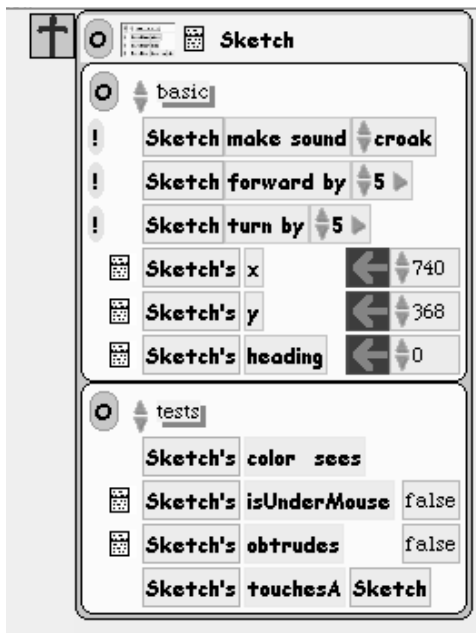 O Sketch
O basic
! Sketch make sound croak
! Sketch forward by 5
! Sketch turn by 5
Sketch's x 740
Sketch's y 368
Sketch's heading 0
O tests
Sketch's color sees
Sketch's isUnderMouse false
Sketch's obtrudes false
Sketch's touchesA Sketch